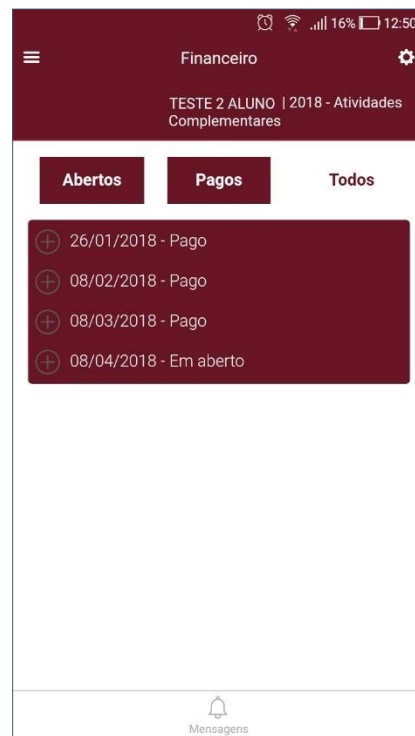 16% 12:50
Financeiro
TESTE 2 ALUNO | 2018 - Atividades
Complementares
Abertos Pagos Todos
26/01/2018 - Pago
08/02/2018 - Pago
08/03/2018 - Pago
08/04/2018 - Em aberto
Mensagens